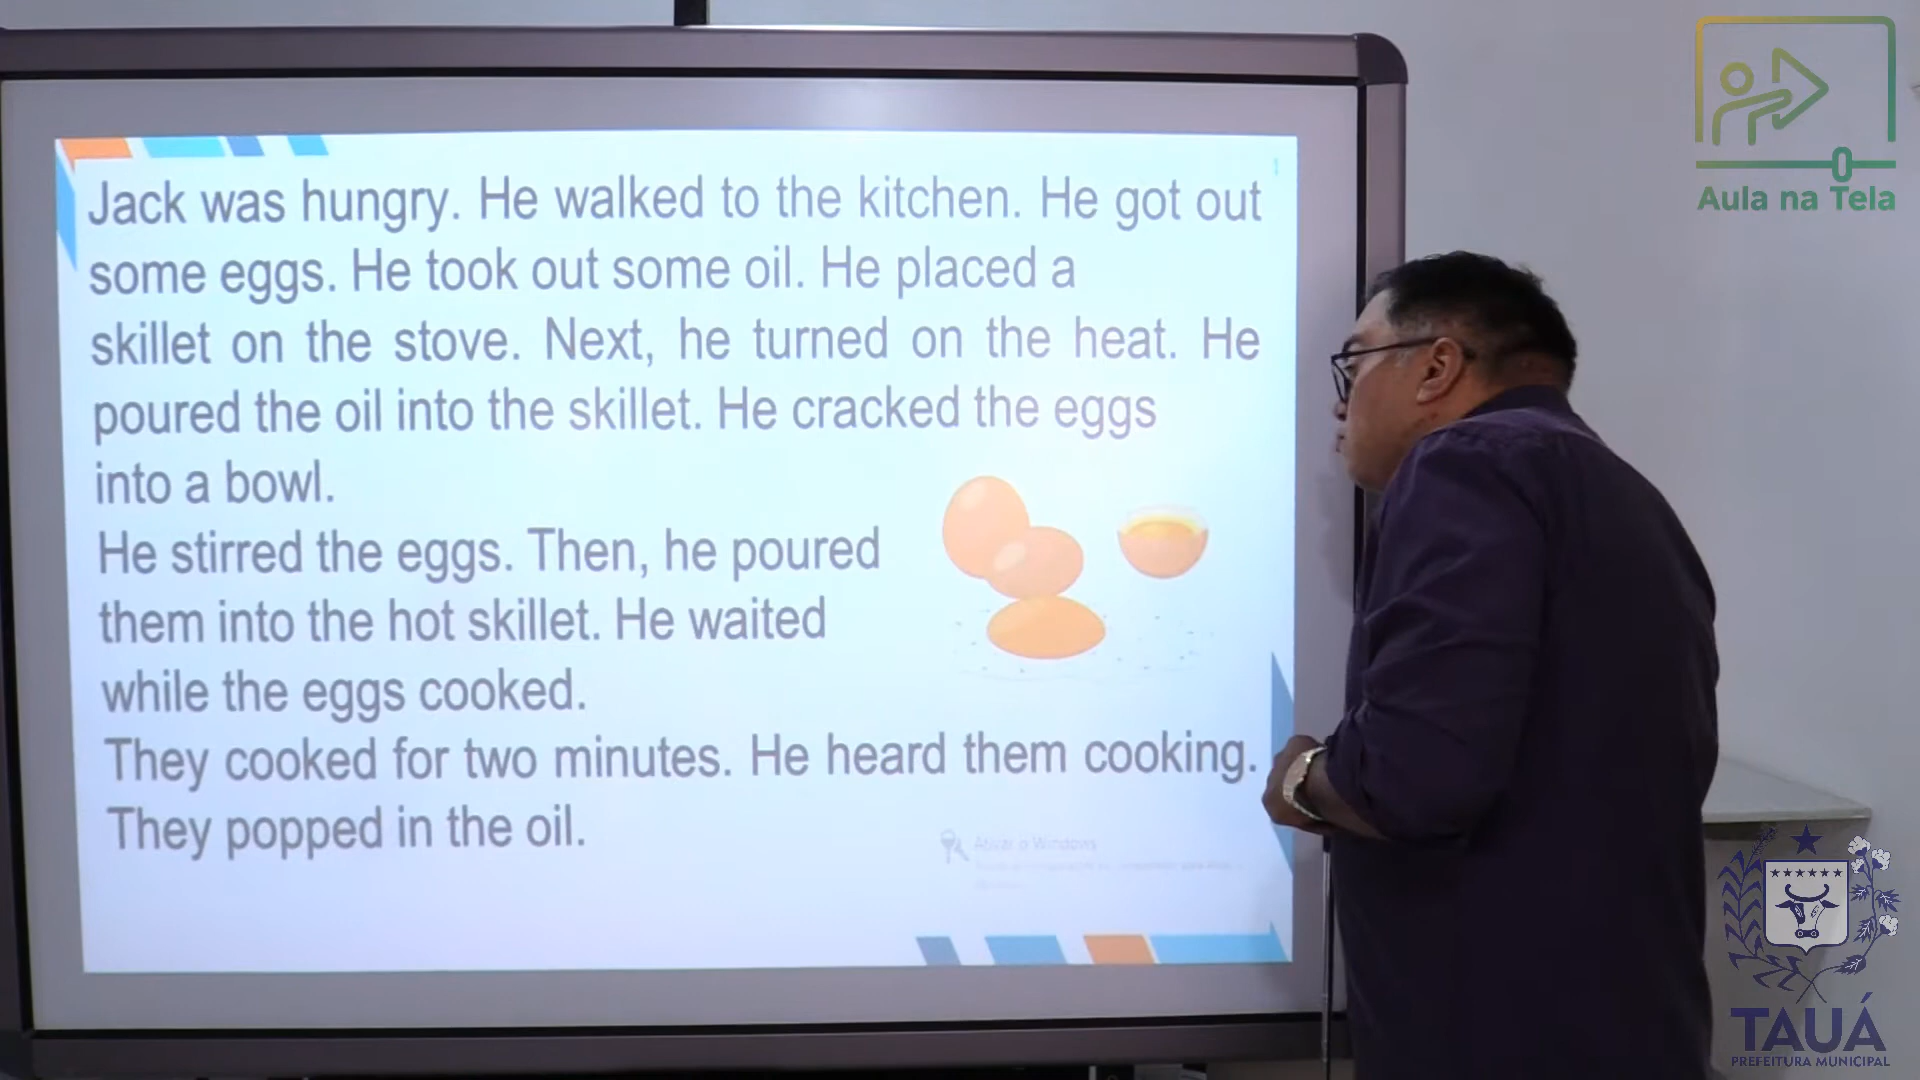 Aula na Tela
1
Jack was hungry. He walked to the kitchen. He got out
some eggs. He took out some oil. He placed a
skillet on the stove. Next, he turned on the heat. He
poured the oil into the skillet. He cracked the eggs
into a bowl.
He stirred the eggs. Then, he poured
them into the hot skillet. He waited
while the eggs cooked.
They cooked for two minutes. He heard them cooking.
They popped in the oil.
Ativar o Windows
TAUÁ
PREFEITURA MUNICIPAL